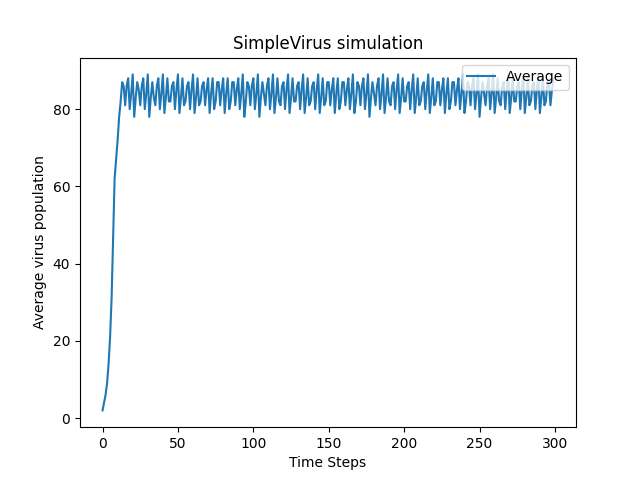 SimpleVirus simulation
Average
Average virus population
80
60
40
20
0
0 50 100 150 200 250 300
Time Steps